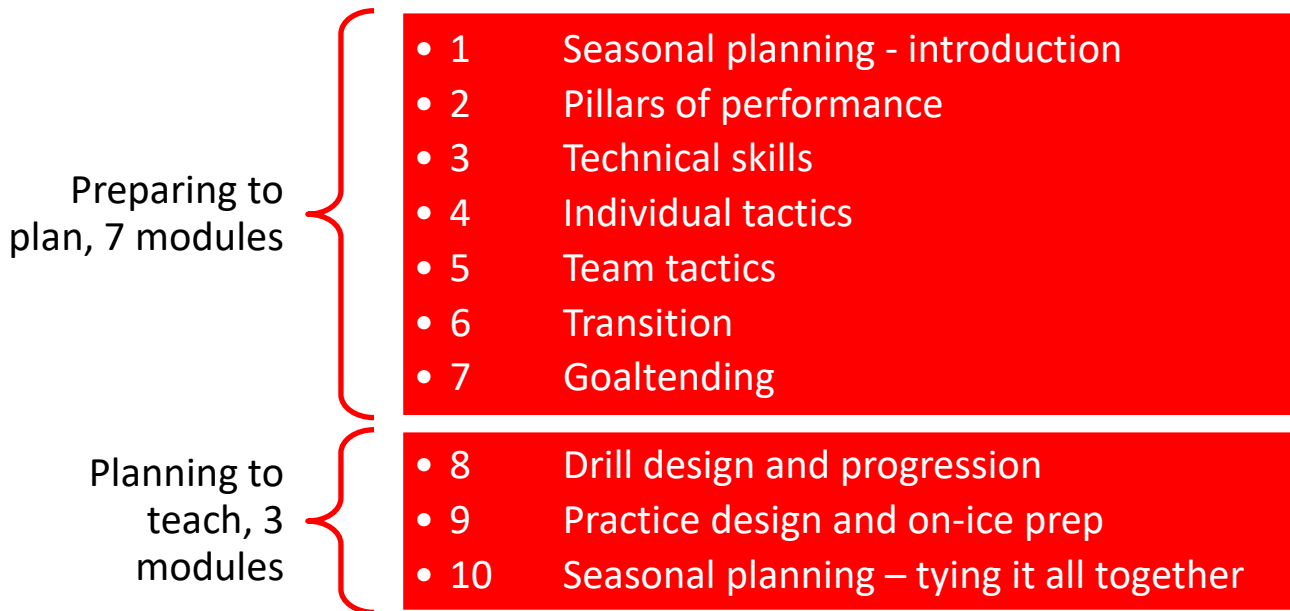 Preparing to
plan, 7 modules
• 1 Seasonal planning - introduction
• 2 Pillars of performance
• 3 Technical skills
• 4 Individual tactics
• 5 Team tactics
• 6 Transition
• 7 Goaltending
Planning to
teach, 3
modules
• 8 Drill design and progression
• 9 Practice design and on-ice prep
• 10 Seasonal planning – tying it all together